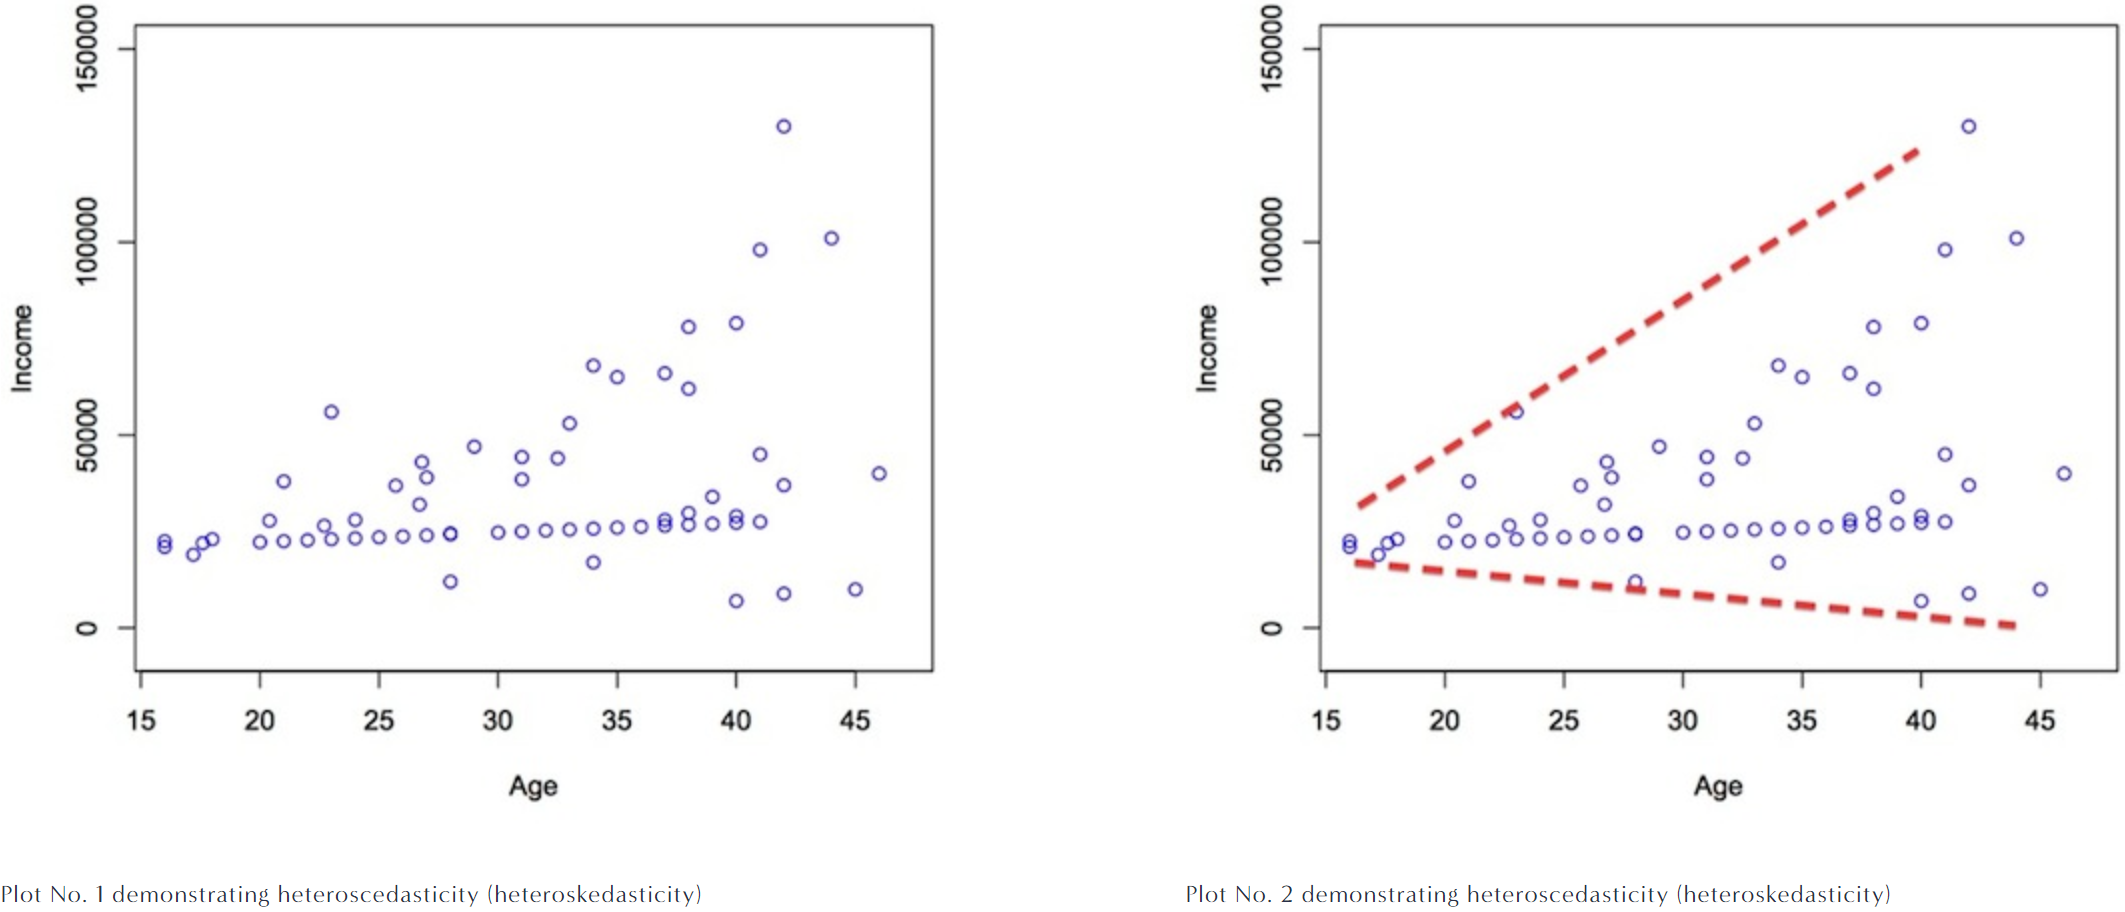 150000
100000
50000
0
Income
15 20 25 30 35 40 45
Age
Plot No. 1 demonstrating heteroscedasticity (heteroskedasticity)
150000
100000
50000
0
Income
15 20 25 30 35 40 45
Age
Plot No. 2 demonstrating heteroscedasticity (heteroskedasticity)